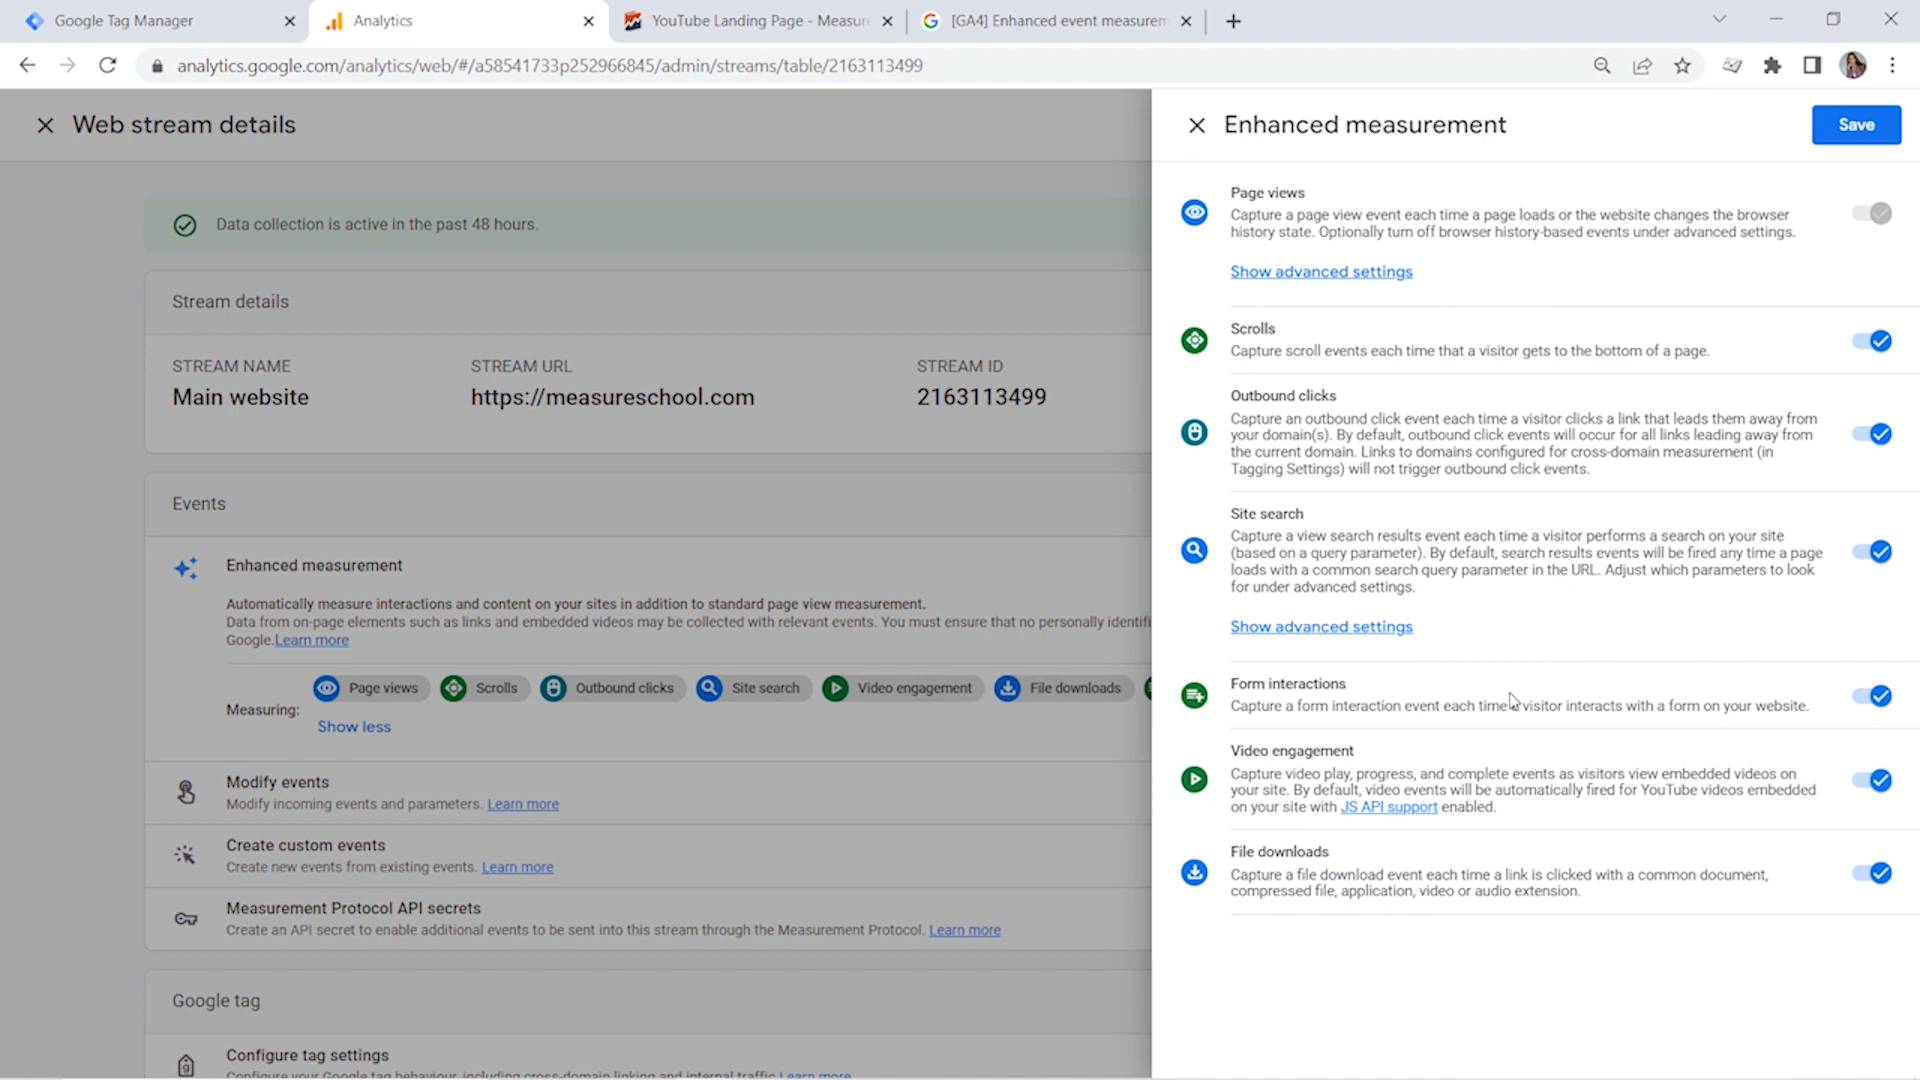 Google Tag Manager
Analytics
YouTube Landing Page - Measur
[GA4] Enhanced event measurem
analytics.google.com/analytics/web/#/a58541733p252966845/admin/streams/table/2163113499
Web stream details
Data collection is active in the past 48 hours.
Stream details
STREAM NAME
STREAM URL
STREAM ID
Main website
https://measureschool.com
2163113499
Events
Enhanced measurement
Automatically measure interactions and content on your sites in addition to standard page view measurement.
Data from on-page elements such as links and embedded videos may be collected with relevant events. You must ensure that no personally identifi
Google.Learn more
Measuring:
Page views
Scrolls
Outbound clicks
Site search
Video engagement
File downloads
Show less
Modify events
Modify incoming events and parameters. Learn more
Create custom events
Create new events from existing events. Learn more
Measurement Protocol API secrets
Create an API secret to enable additional events to be sent into this stream through the Measurement Protocol. Learn more
Google tag
Configure tag settings
Configure your Google tag behaviour, including cross-domain linking and internal traffic Learn more
Enhanced measurement
Save
Page views
Capture a page view event each time a page loads or the website changes the browser
history state. Optionally turn off browser history-based events under advanced settings.
Show advanced settings
Scrolls
Capture scroll events each time that a visitor gets to the bottom of a page.
Outbound clicks
Capture an outbound click event each time a visitor clicks a link that leads them away from
your domain(s). By default, outbound click events will occur for all links leading away from
the current domain. Links to domains configured for cross-domain measurement (in
Tagging Settings) will not trigger outbound click events.
Site search
Capture a view search results event each time a visitor performs a search on your site
(based on a query parameter). By default, search results events will be fired any time a page
loads with a common search query parameter in the URL. Adjust which parameters to look
for under advanced settings.
Show advanced settings
Form interactions
Capture a form interaction event each time a visitor interacts with a form on your website.
Video engagement
Capture video play, progress, and complete events as visitors view embedded videos on
your site. By default, video events will be automatically fired for YouTube videos embedded
on your site with JS API support enabled.
File downloads
Capture a file download event each time a link is clicked with a common document,
compressed file, application, video or audio extension.